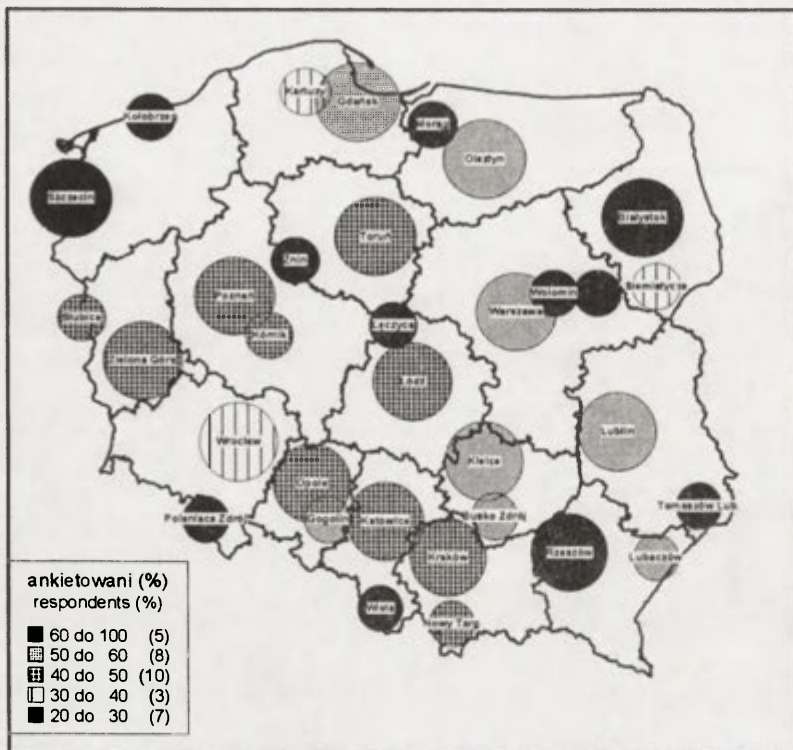 Kartuzy
Gdańsk
Kołobrzeg
Morąg
Olsztyn
Szczecin
Białystok
Toruń
Żnin
Siemiatycze
Poznań
Wołomin
Warszawa
Słubice
Łęczyca
Kórnik
Zielona Góra
Łódź
Wrocław
Lublin
Kielce
Opole
Tomaszów Lub.
Polanica Zdrój
Gogolin
Katowice
Busko Zdrój
Kraków
Rzeszów
Lubaczów
Wisła
Nowy Targ
ankietowani (%)
respondents (%)
60 do 100 (5)
50 do 60 (8)
40 do 50 (10)
30 do 40 (3)
20 do 30 (7)